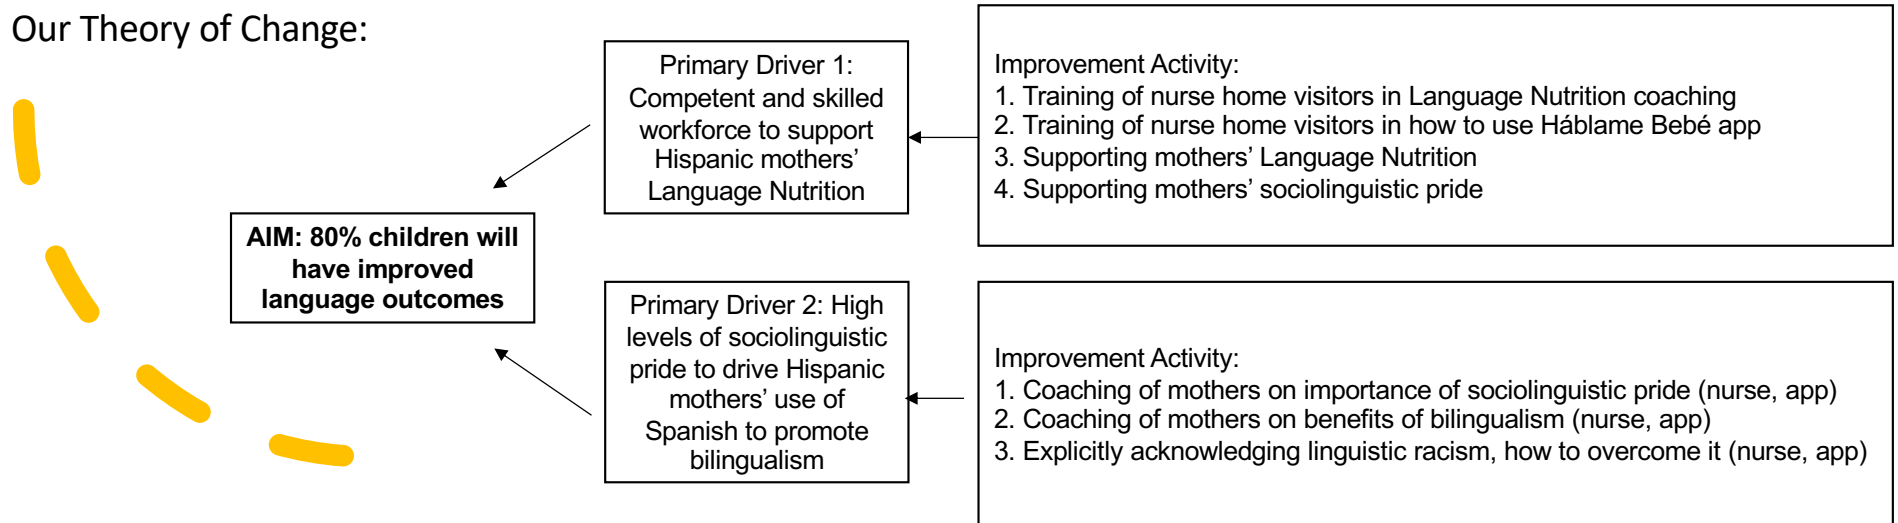 Our Theory of Change:
AIM: 80% children will
have improved
language outcomes
Primary Driver 1:
Competent and skilled
workforce to support
Hispanic mothers’
Language Nutrition
Improvement Activity:
1. Training of nurse home visitors in Language Nutrition coaching
2. Training of nurse home visitors in how to use Háblame Bebé app
3. Supporting mothers’ Language Nutrition
4. Supporting mothers’ sociolinguistic pride
Primary Driver 2: High
levels of sociolinguistic
pride to drive Hispanic
mothers’ use of
Spanish to promote
bilingualism
Improvement Activity:
1. Coaching of mothers on importance of sociolinguistic pride (nurse, app)
2. Coaching of mothers on benefits of bilingualism (nurse, app)
3. Explicitly acknowledging linguistic racism, how to overcome it (nurse, app)